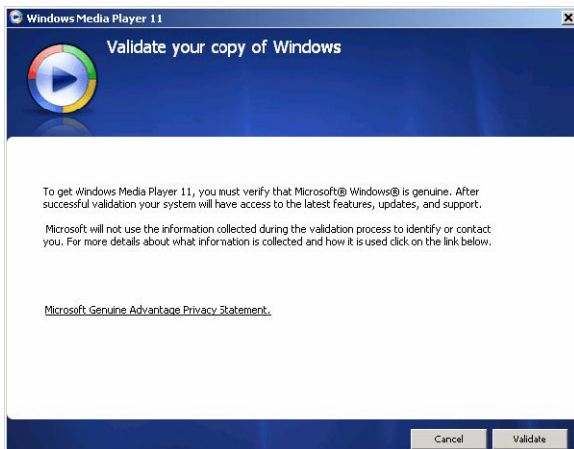 Windows Media Player 11
Validate your copy of Windows
To get Windows Media Player 11, you must verify that Microsoft® Windows® is genuine. After
successful validation your system will have access to the latest features, updates, and support.
Microsoft will not use the information collected during the validation process to identify or contact
you. For more details about what information is collected and how it is used click on the link below.
Microsoft Genuine Advantage Privacy Statement.
Cancel Validate